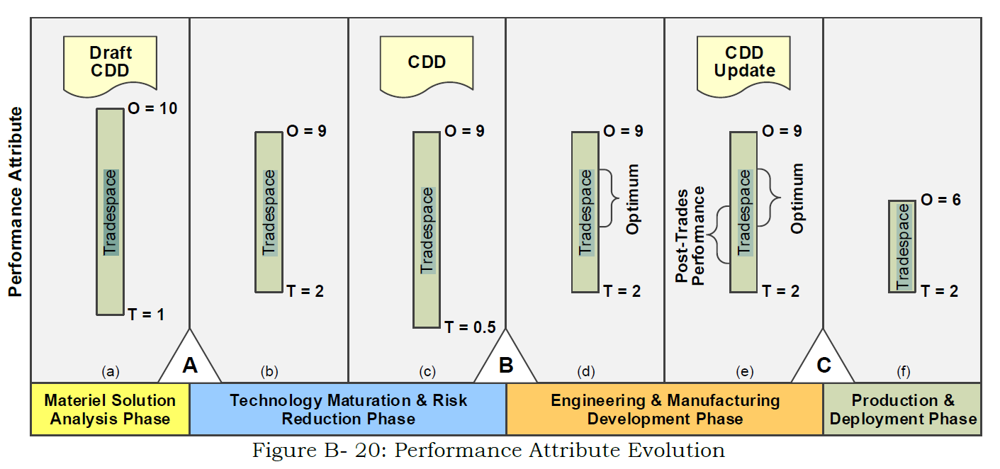 Performance Attribute
Draft
CDD
O = 10
Tradespace
T = 1
(a)
A
O = 9
Tradespace
T = 2
(b)
CDD
O = 9
Tradespace
T = 0.5
(c)
B
O = 9
Tradespace
Optimum
T = 2
(d)
CDD
Update
O = 9
Post-Trades
Performance
Tradespace
Optimum
T = 2
(e)
C
O = 6
Tradespace
T = 2
(f)
Materiel Solution
Analysis Phase
Technology Maturation & Risk
Reduction Phase
Engineering & Manufacturing
Development Phase
Production &
Deployment Phase
Figure B- 20: Performance Attribute Evolution